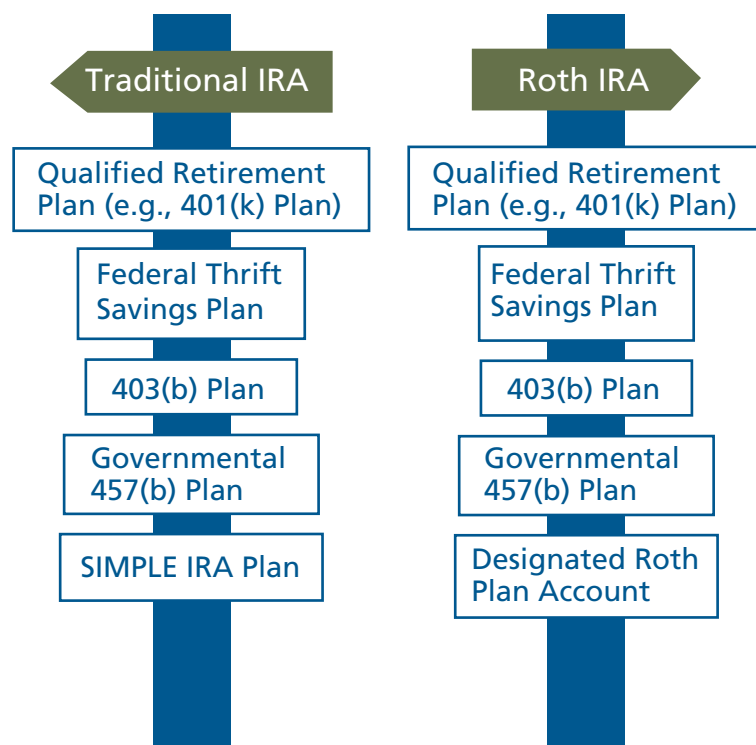 Traditional IRA
Qualified Retirement
Plan (e.g., 401(k) Plan)
Federal Thrift
Savings Plan
403(b) Plan
Governmental
457(b) Plan
SIMPLE IRA Plan
Roth IRA
Qualified Retirement
Plan (e.g., 401(k) Plan)
Federal Thrift
Savings Plan
403(b) Plan
Governmental
457(b) Plan
Designated Roth
Plan Account